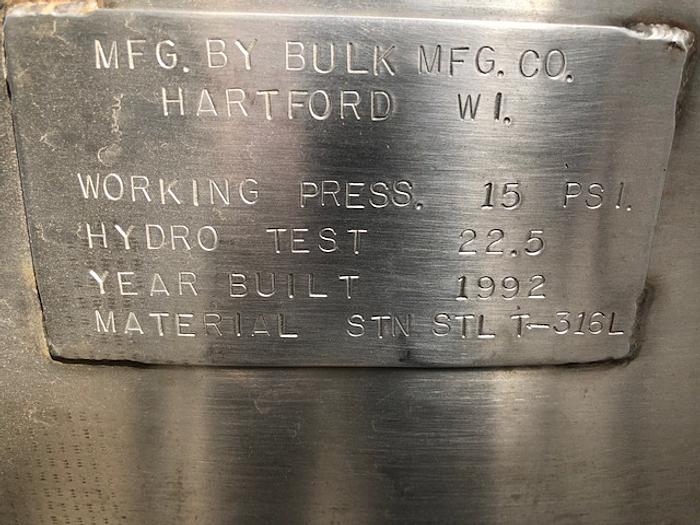 MFG. BY BULK MFG. CO.
HARTFORD WI.
WORKING PRESS. 15 PSI.
HYDRO TEST 22.5
YEAR BUILT 1992
MATERIAL STN STL T-316L